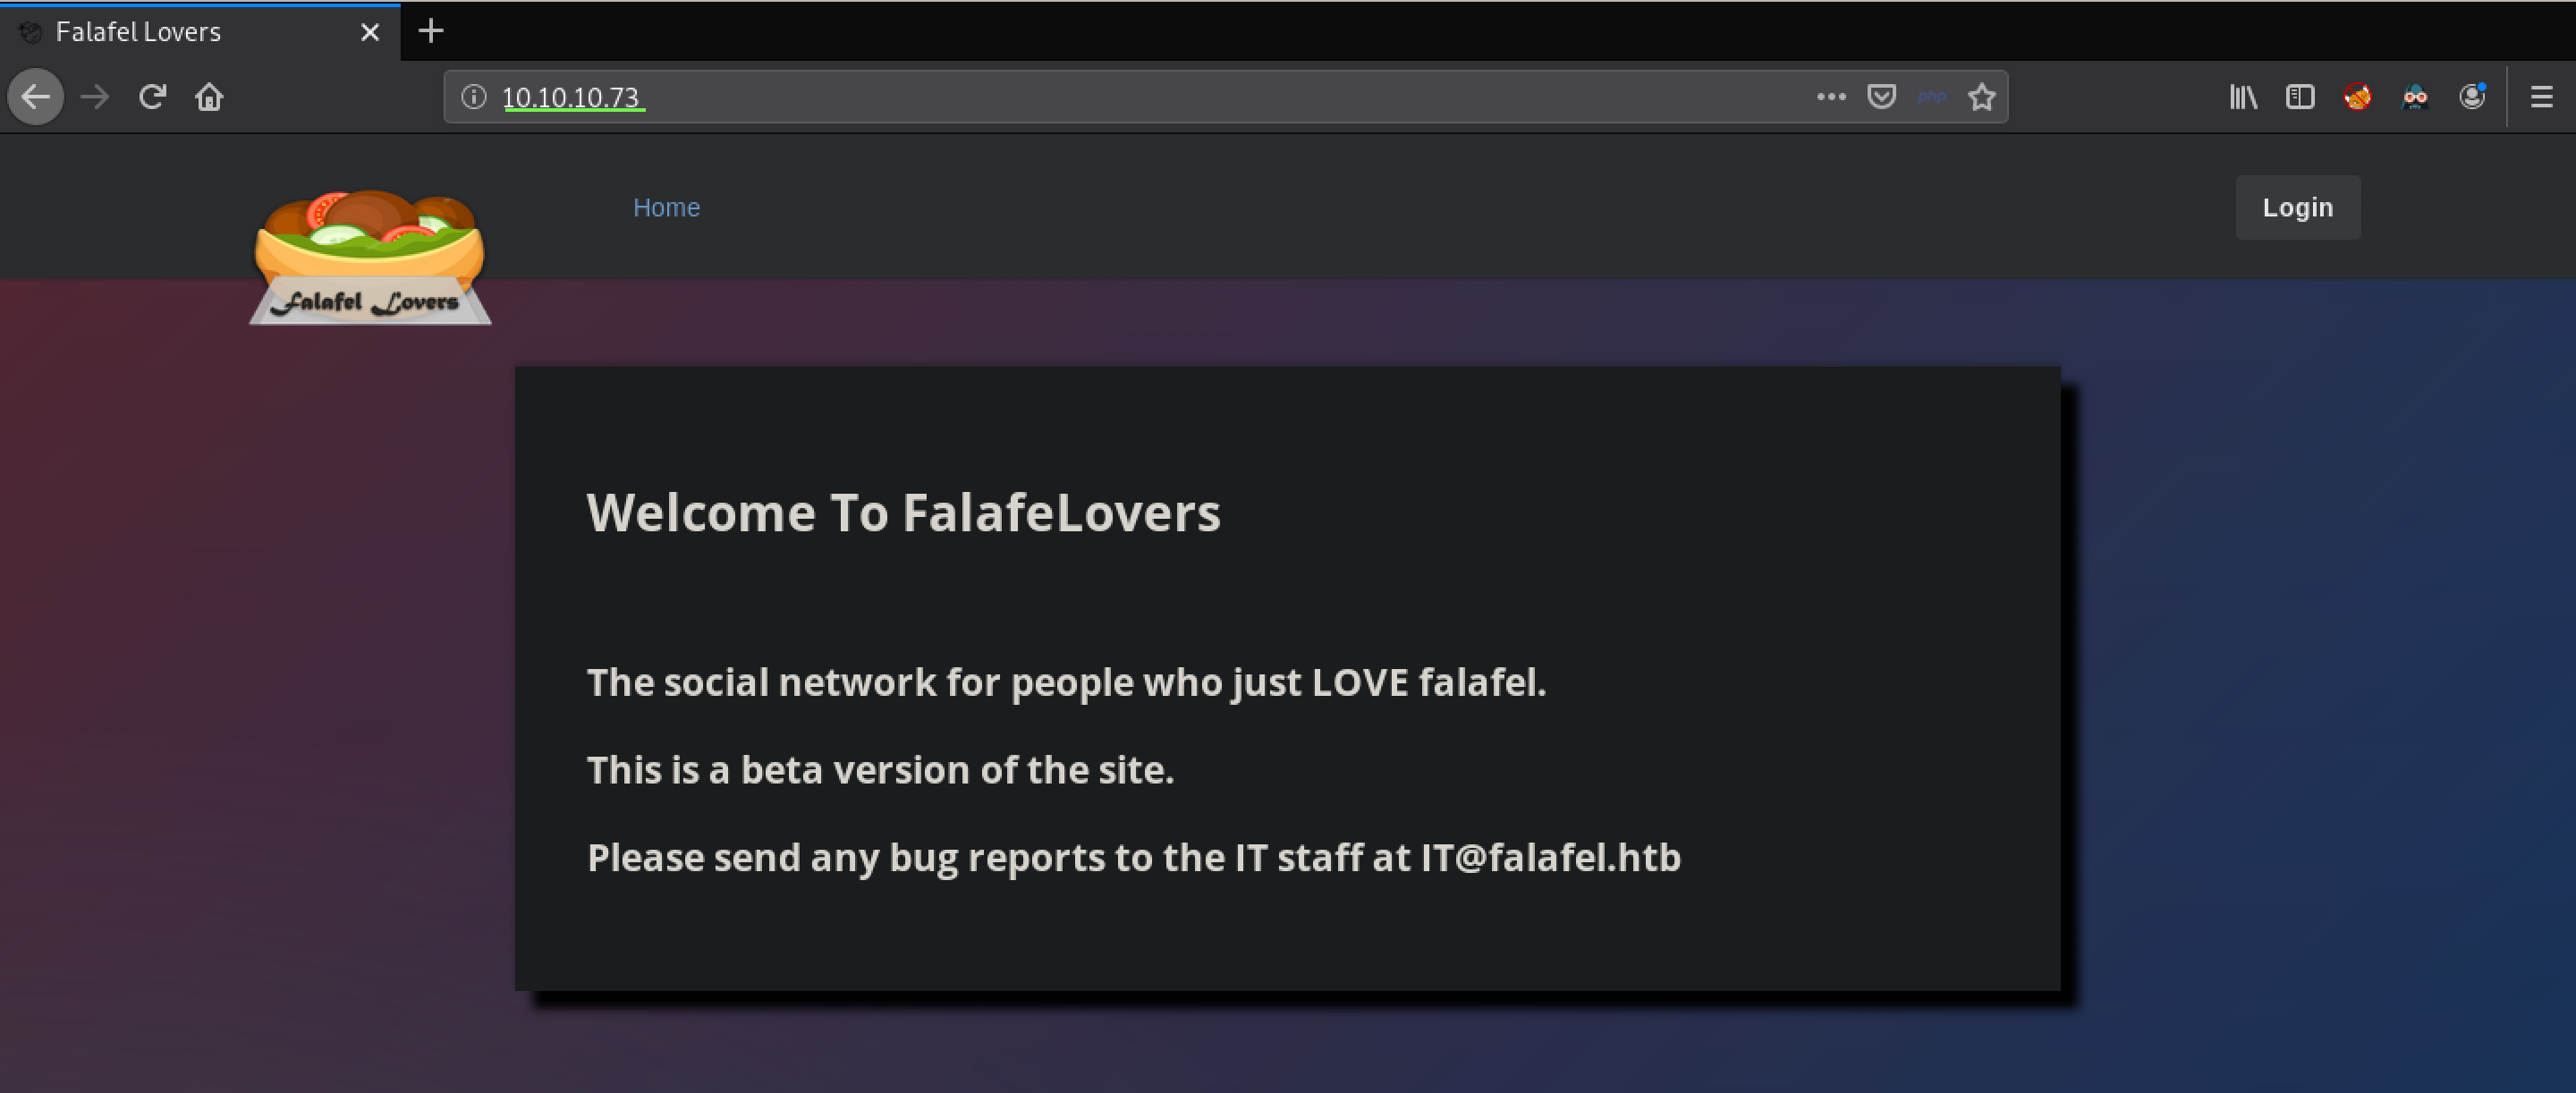 Falafel Lovers
10.10.10.73
php
Home
Login
Falafel Lovers
Welcome To FalafeLovers
The social network for people who just LOVE falafel.
This is a beta version of the site.
Please send any bug reports to the IT staff at IT@falafel.htb